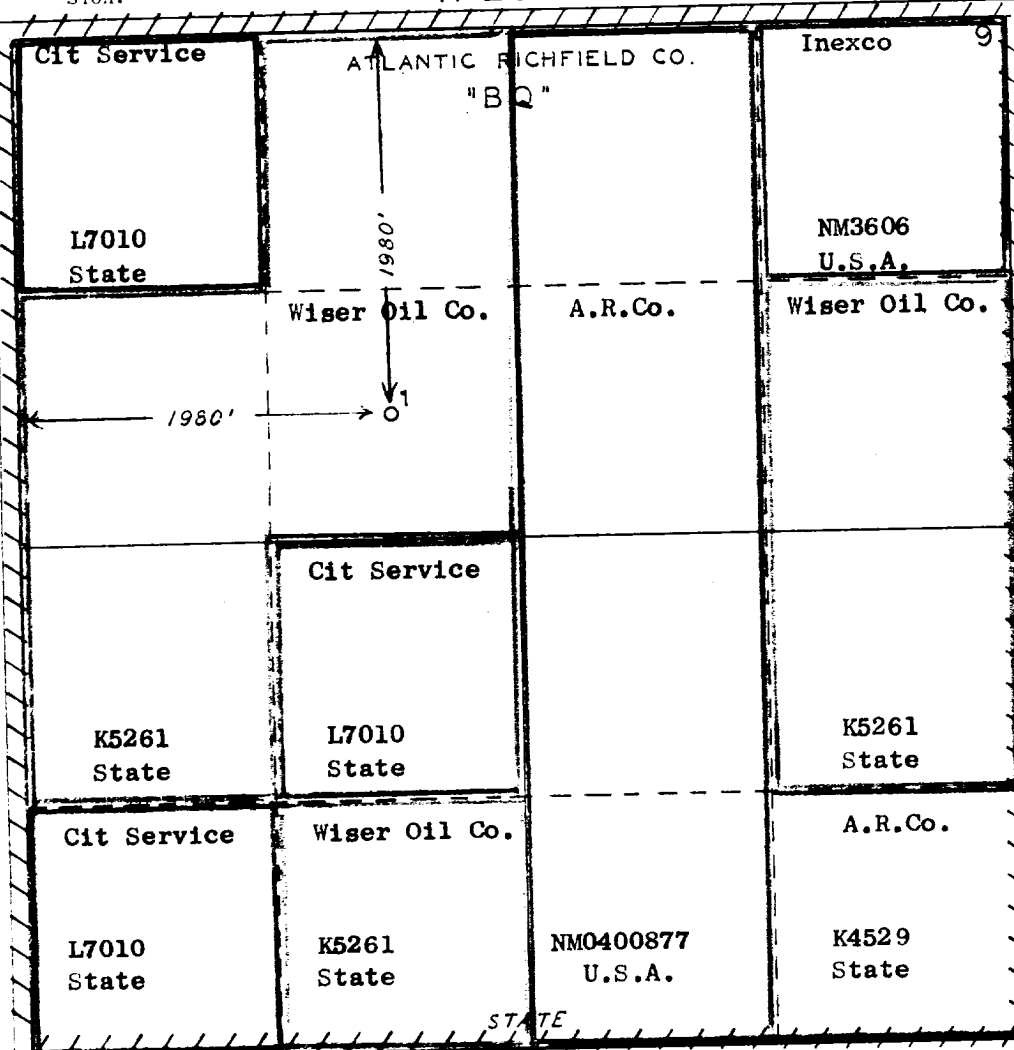 Cit Service
ATLANTIC RICHFIELD CO.
Inexco
9
"BQ"
1980'
L7010
State
NM3606
U.S.A.
Wiser Oil Co.
A.R.Co.
Wiser Oil Co.
1
1980'
Cit Service
K5261
State
L7010
State
K5261
State
Cit Service
Wiser Oil Co.
A.R.Co.
L7010
State
K5261
State
NM0400877
U.S.A.
K4529
State
STATE